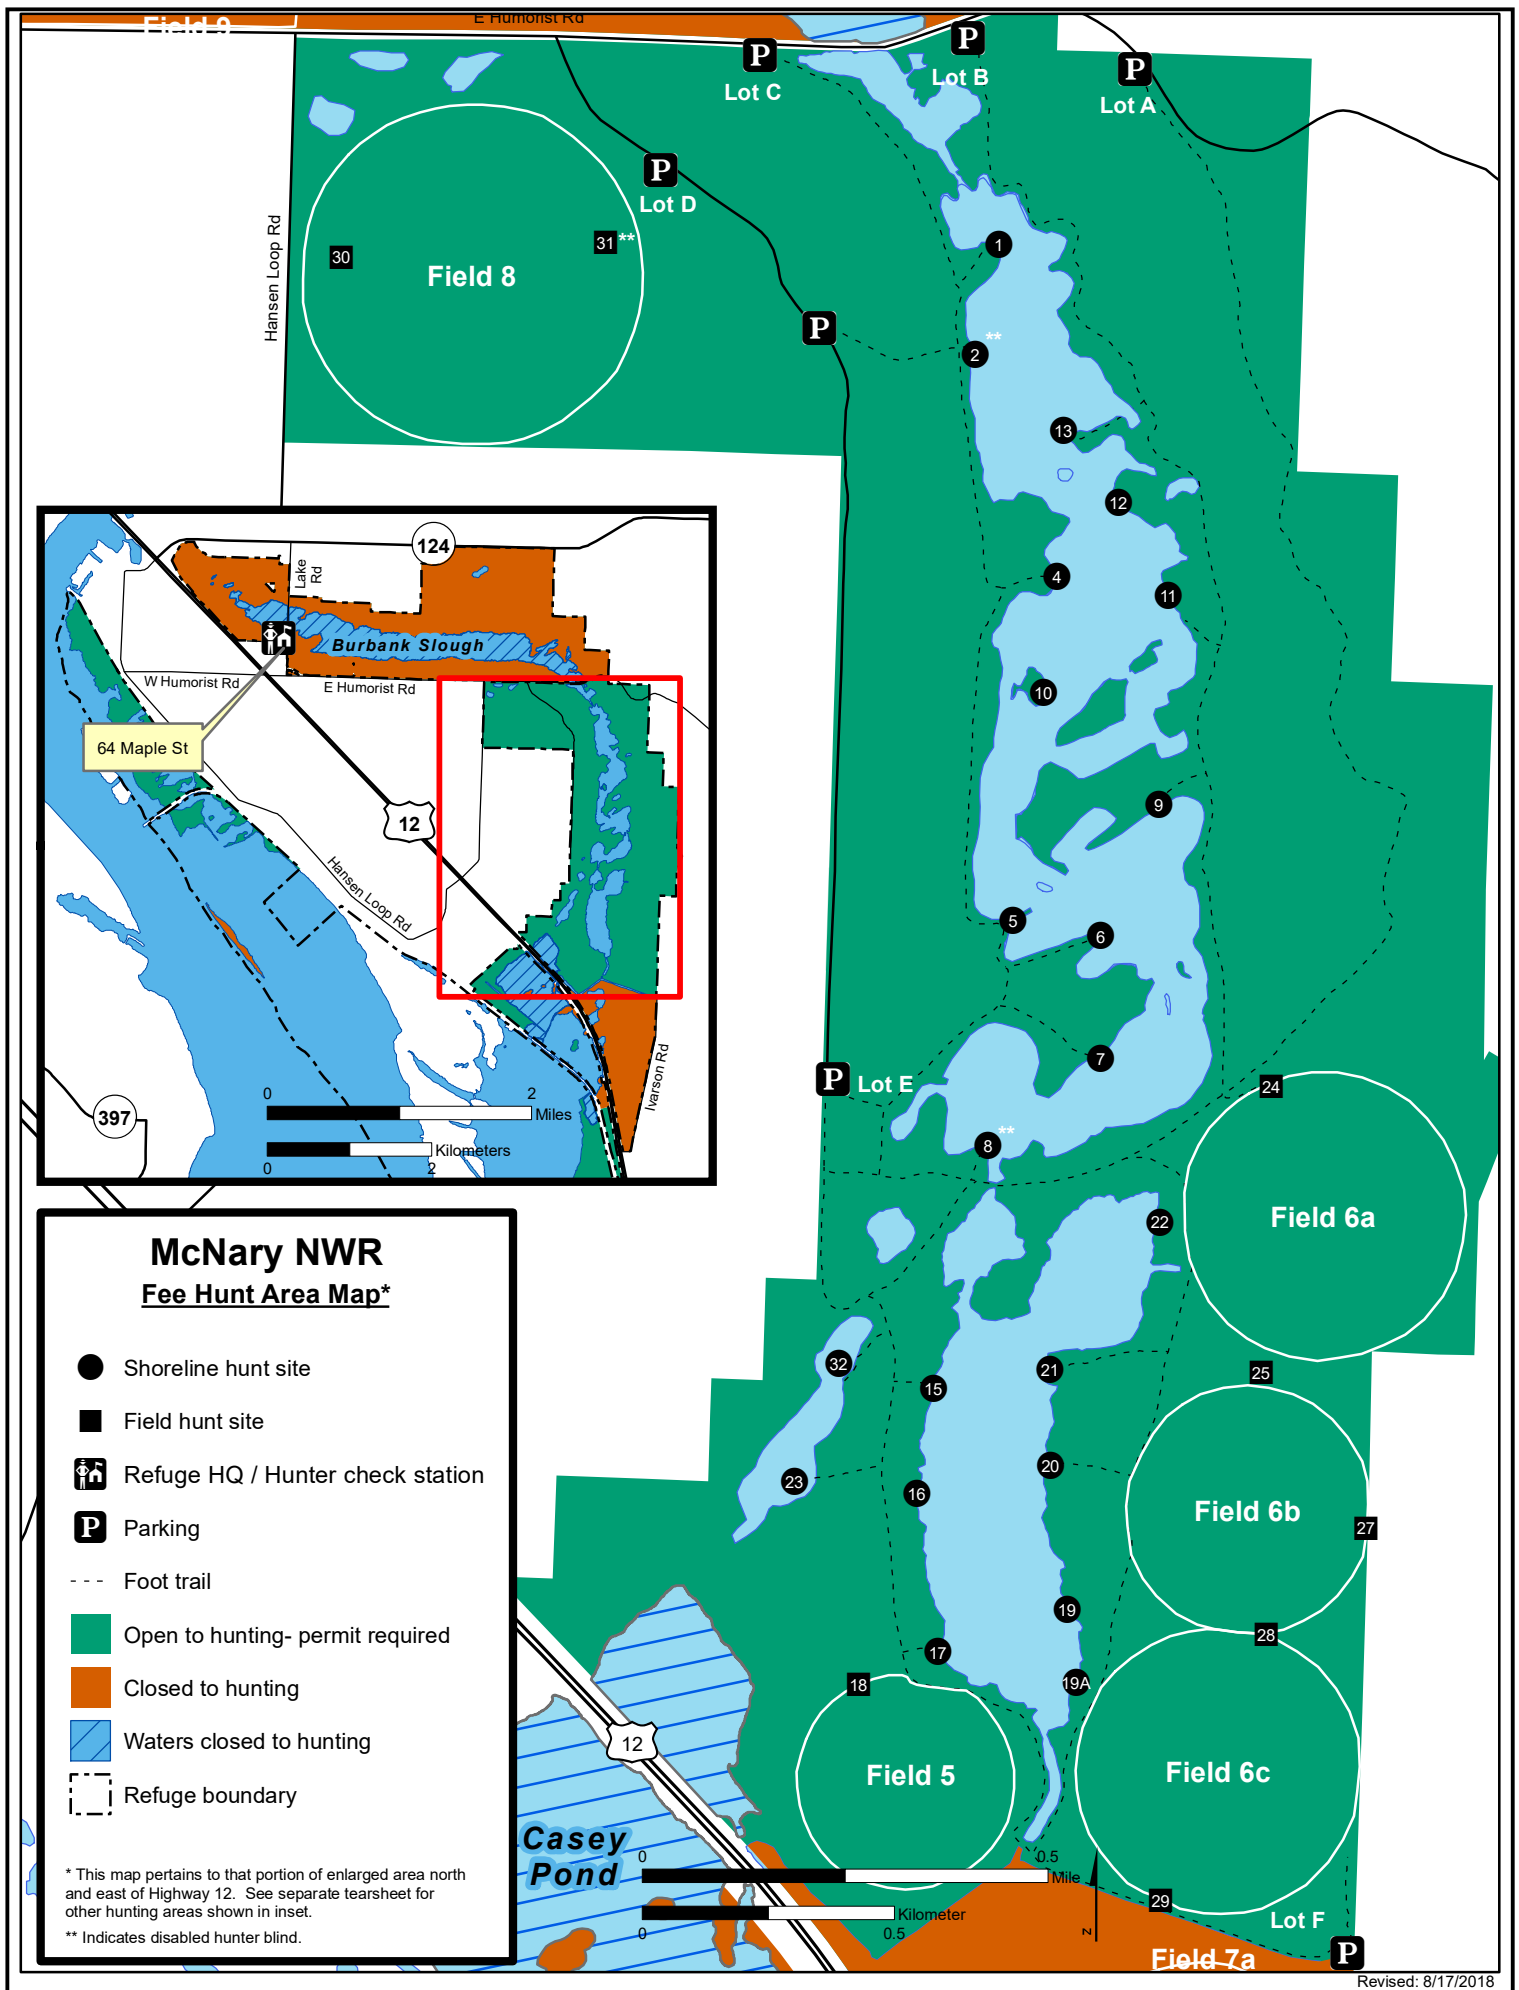 Field 9
E Humorist Rd
P
Lot C
P
Lot B
P
Lot A
P
Lot D
Hansen Loop Rd
30
31 **
Field 8
1
P
2 **
13
12
4
11
10
9
5
6
7
P Lot E
8 **
24
22
Field 6a
32
15
21
25
23
16
20
Field 6b
27
19
28
17
18
19A
Field 5
Field 6c
12
Casey
Pond
0 0.5
Mile
Kilometer
0 0.5
z
29
Lot F
P
Field 7a
124
Lake
Rd
Burbank Slough
W Humorist Rd
E Humorist Rd
64 Maple St
12
Hansen Loop Rd
Ivarson Rd
0 2
Miles
Kilometers
0 2
397
McNary NWR
Fee Hunt Area Map*
Shoreline hunt site
Field hunt site
Refuge HQ / Hunter check station
P Parking
Foot trail
Open to hunting- permit required
Closed to hunting
Waters closed to hunting
Refuge boundary
* This map pertains to that portion of enlarged area north
and east of Highway 12. See separate tearsheet for
other hunting areas shown in inset.
** Indicates disabled hunter blind.
Revised: 8/17/2018